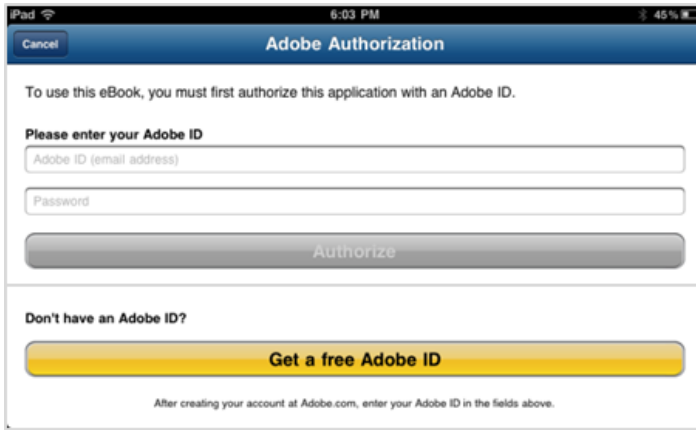 iPad 6:03 PM 45%
Cancel Adobe Authorization
To use this eBook, you must first authorize this application with an Adobe ID.
Please enter your Adobe ID
Adobe ID (email address)
Password
Authorize
Don't have an Adobe ID?
Get a free Adobe ID
After creating your account at Adobe.com, enter your Adobe ID in the fields above.